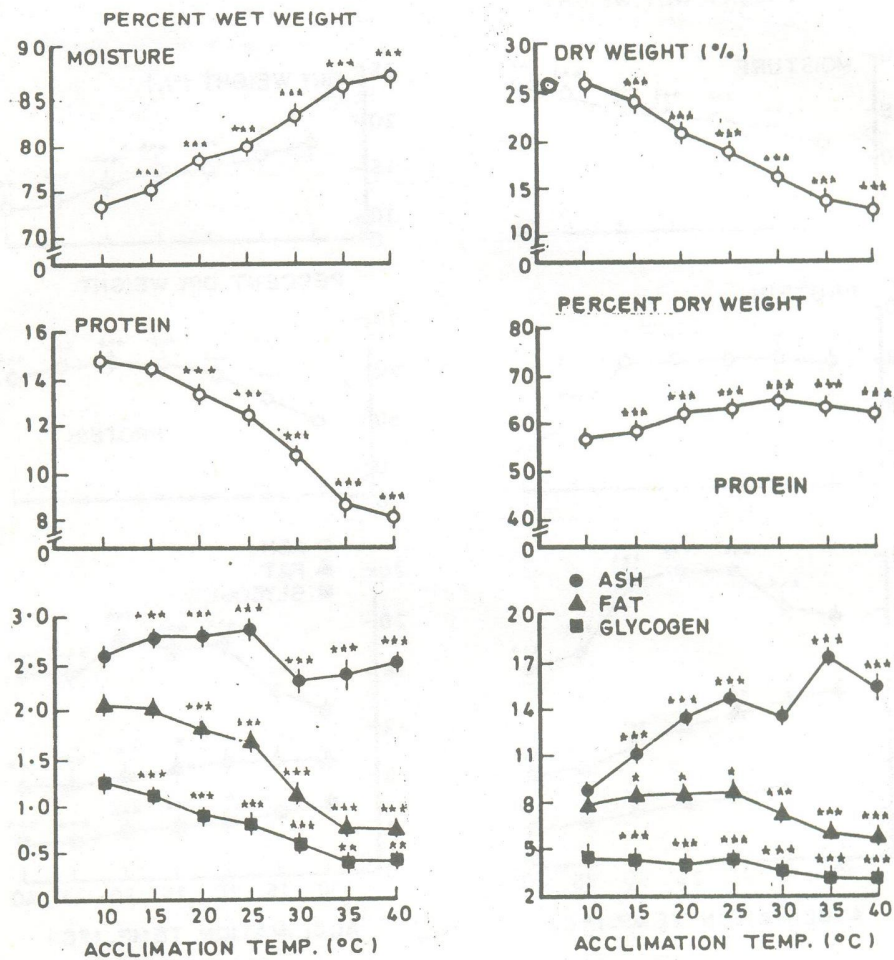 PERCENT WET WEIGHT
MOISTURE
90
85
80
75
70
0
DRY WEIGHT (%)
30
25
20
15
10
0
PROTEIN
16
14
12
10
8
0
PERCENT DRY WEIGHT
80
70
60
50
40
0
PROTEIN
3·0
2·5
2·0
1·5
1·0
0·5
0
10 15 20 25 30 35 40
ACCLIMATION TEMP. (°C)
ASH
FAT
GLYCOGEN
20
17
14
11
8
5
2
10 15 20 25 30 35 40
ACCLIMATION TEMP. (°C)